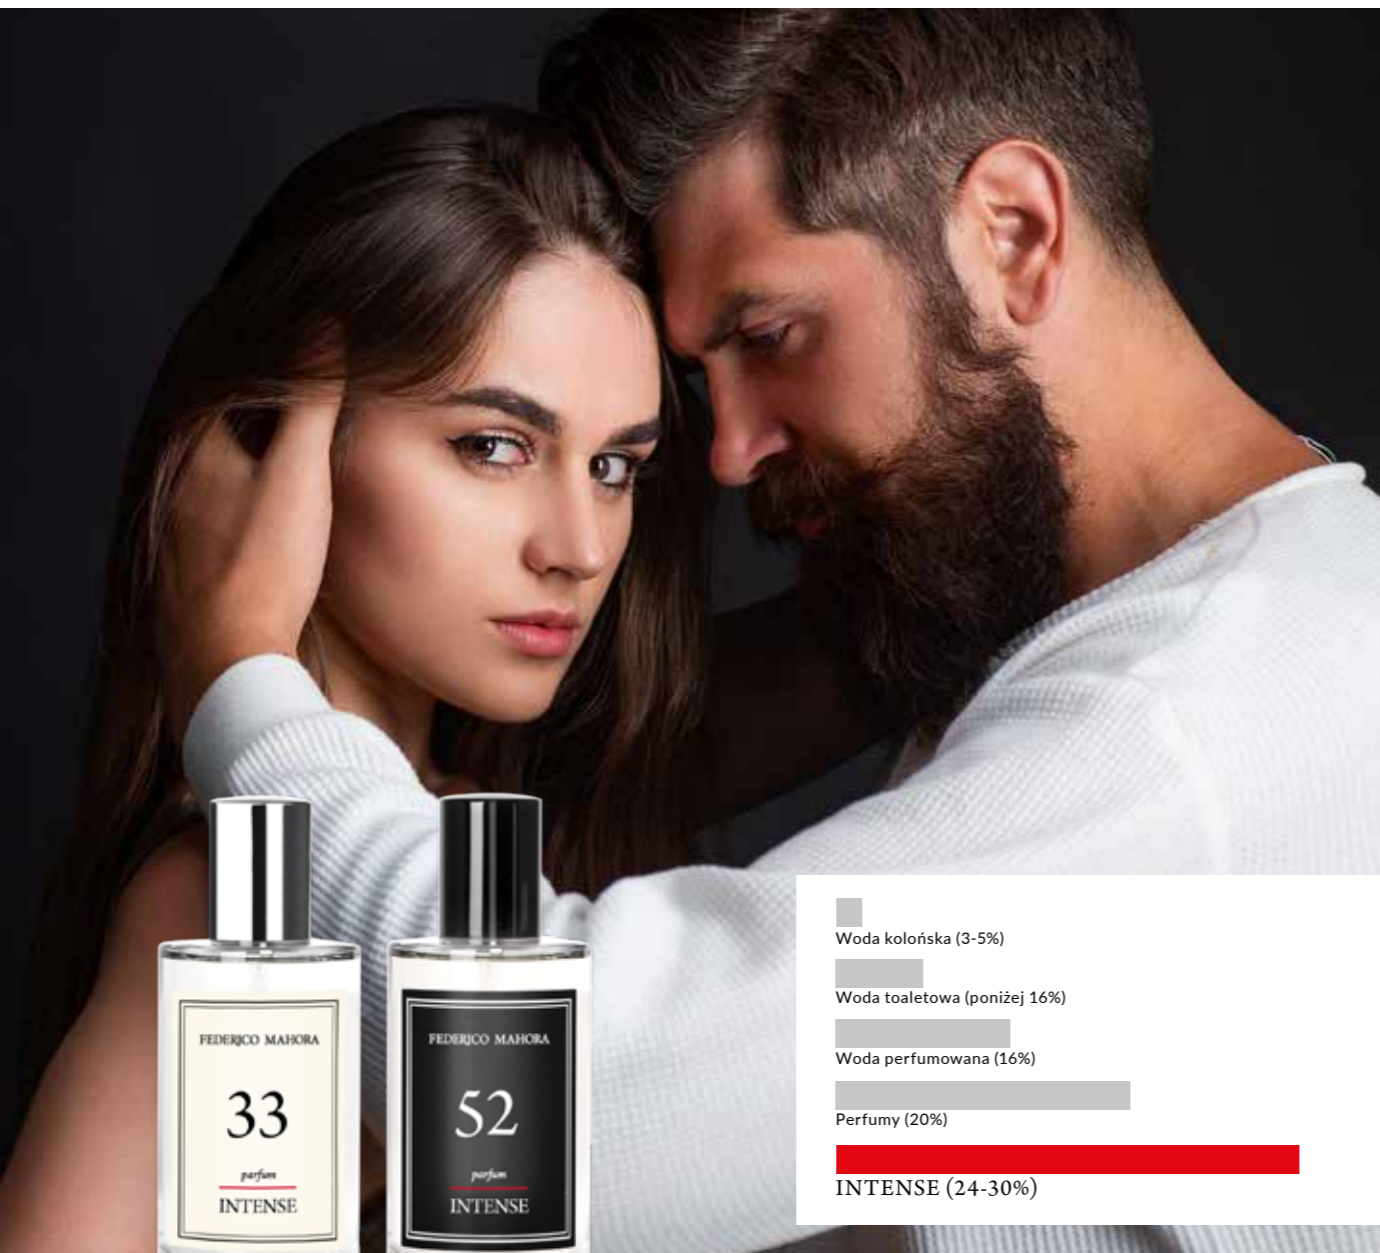 FEDERICO MAHORA
33
parfum
INTENSE
FEDERICO MAHORA
52
parfum
INTENSE
Woda kolońska (3-5%)
Woda toaletowa (poniżej 16%)
Woda perfumowana (16%)
Perfumy (20%)
INTENSE (24-30%)